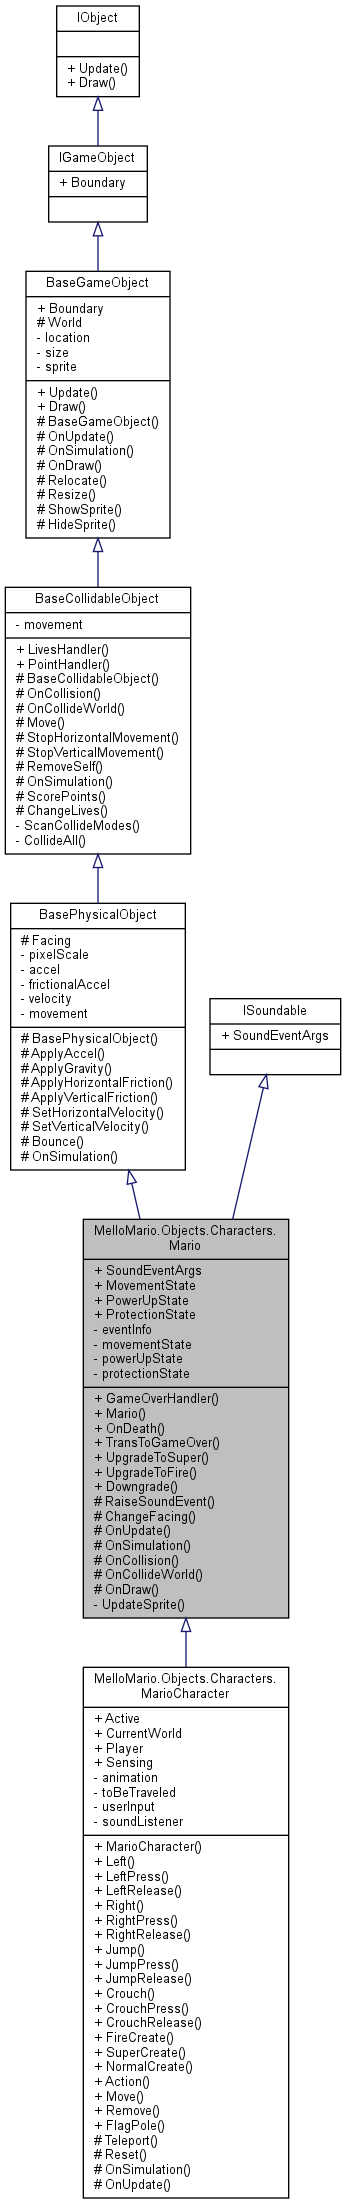 IObject
+ Update()
+ Draw()
IGameObject
+ Boundary
BaseGameObject
+ Boundary
# World
- location
- size
- sprite
+ Update()
+ Draw()
# BaseGameObject()
# OnUpdate()
# OnSimulation()
# OnDraw()
# Relocate()
# Resize()
# ShowSprite()
# HideSprite()
BaseCollidableObject
- movement
+ LivesHandler()
+ PointHandler()
# BaseCollidableObject()
# OnCollision()
# OnCollideWorld()
# Move()
# StopHorizontalMovement()
# StopVerticalMovement()
# RemoveSelf()
# OnSimulation()
# ScorePoints()
# ChangeLives()
- ScanCollideModes()
- CollideAll()
BasePhysicalObject
# Facing
- pixelScale
- accel
- frictionalAccel
- velocity
- movement
# BasePhysicalObject()
# ApplyAccel()
# ApplyGravity()
# ApplyHorizontalFriction()
# ApplyVerticalFriction()
# SetHorizontalVelocity()
# SetVerticalVelocity()
# Bounce()
# OnSimulation()
ISoundable
+ SoundEventArgs
MelloMario.Objects.Characters.
Mario
+ SoundEventArgs
+ MovementState
+ PowerUpState
+ ProtectionState
- eventInfo
- movementState
- powerUpState
- protectionState
+ GameOverHandler()
+ Mario()
+ OnDeath()
+ TransToGameOver()
+ UpgradeToSuper()
+ UpgradeToFire()
+ Downgrade()
# RaiseSoundEvent()
# ChangeFacing()
# OnUpdate()
# OnSimulation()
# OnCollision()
# OnCollideWorld()
# OnDraw()
- UpdateSprite()
MelloMario.Objects.Characters.
MarioCharacter
+ Active
+ CurrentWorld
+ Player
+ Sensing
- animation
- toBeTraveled
- userInput
- soundListener
+ MarioCharacter()
+ Left()
+ LeftPress()
+ LeftRelease()
+ Right()
+ RightPress()
+ RightRelease()
+ Jump()
+ JumpPress()
+ JumpRelease()
+ Crouch()
+ CrouchPress()
+ CrouchRelease()
+ FireCreate()
+ SuperCreate()
+ NormalCreate()
+ Action()
+ Move()
+ Remove()
+ FlagPole()
# Teleport()
# Reset()
# OnSimulation()
# OnUpdate()